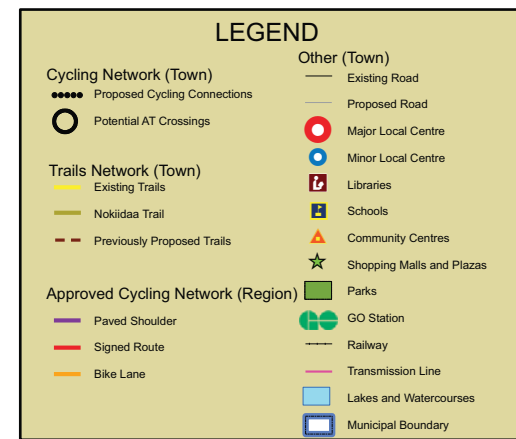 LEGEND
Cycling Network (Town)
Proposed Cycling Connections
Potential AT Crossings
Trails Network (Town)
Existing Trails
Nokiidaa Trail
Previously Proposed Trails
Approved Cycling Network (Region)
Paved Shoulder
Signed Route
Bike Lane
Other (Town)
Existing Road
Proposed Road
Major Local Centre
Minor Local Centre
Libraries
Schools
Community Centres
Shopping Malls and Plazas
Parks
GO Station
Railway
Transmission Line
Lakes and Watercourses
Municipal Boundary